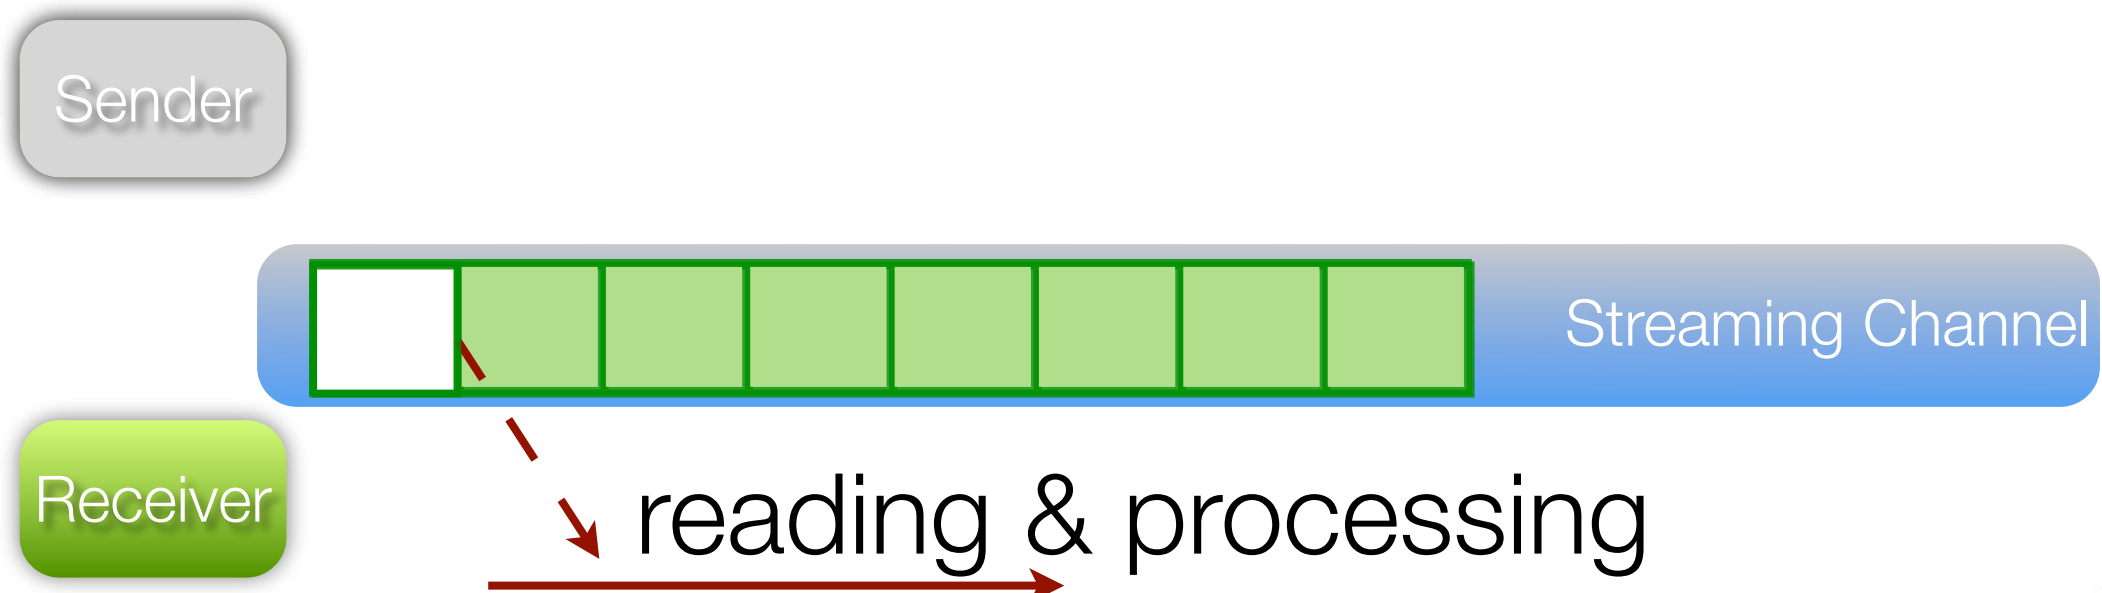 Sender
Streaming Channel
Receiver
reading & processing